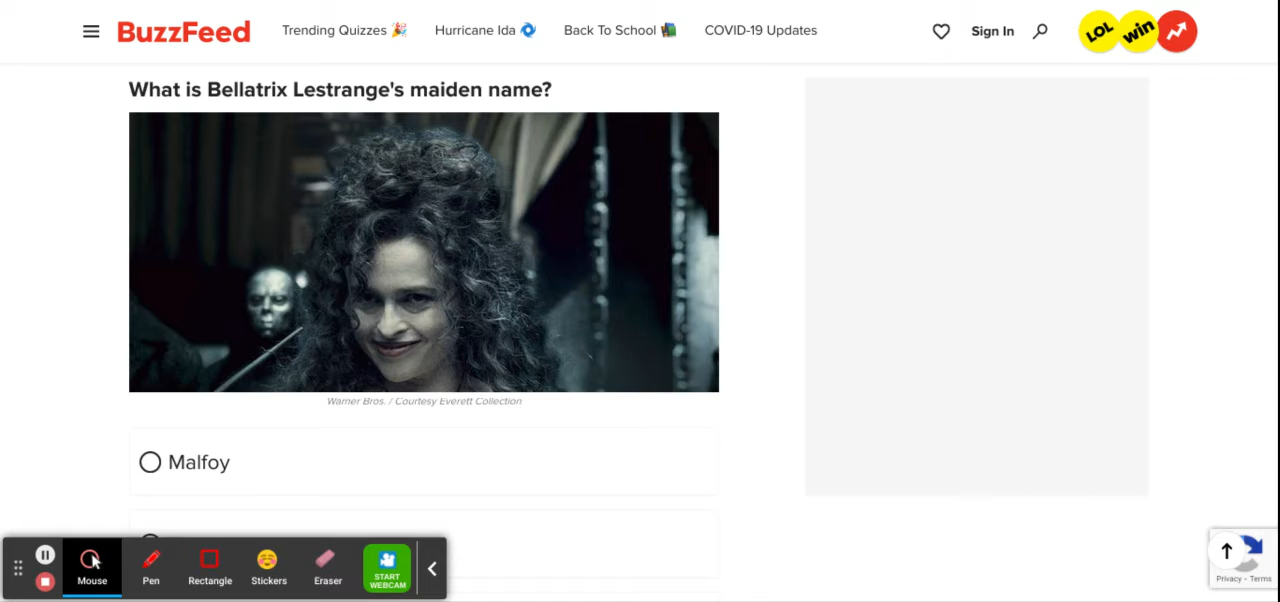 BuzzFeed
Trending Quizzes 🎉
Hurricane Ida 🌀
Back To School 📚
COVID-19 Updates
Sign In
LOL
win
What is Bellatrix Lestrange's maiden name?
Warner Bros. / Courtesy Everett Collection
Malfoy
Mouse
Pen
Rectangle
Stickers
Eraser
START
WEBCAM
Privacy - Terms